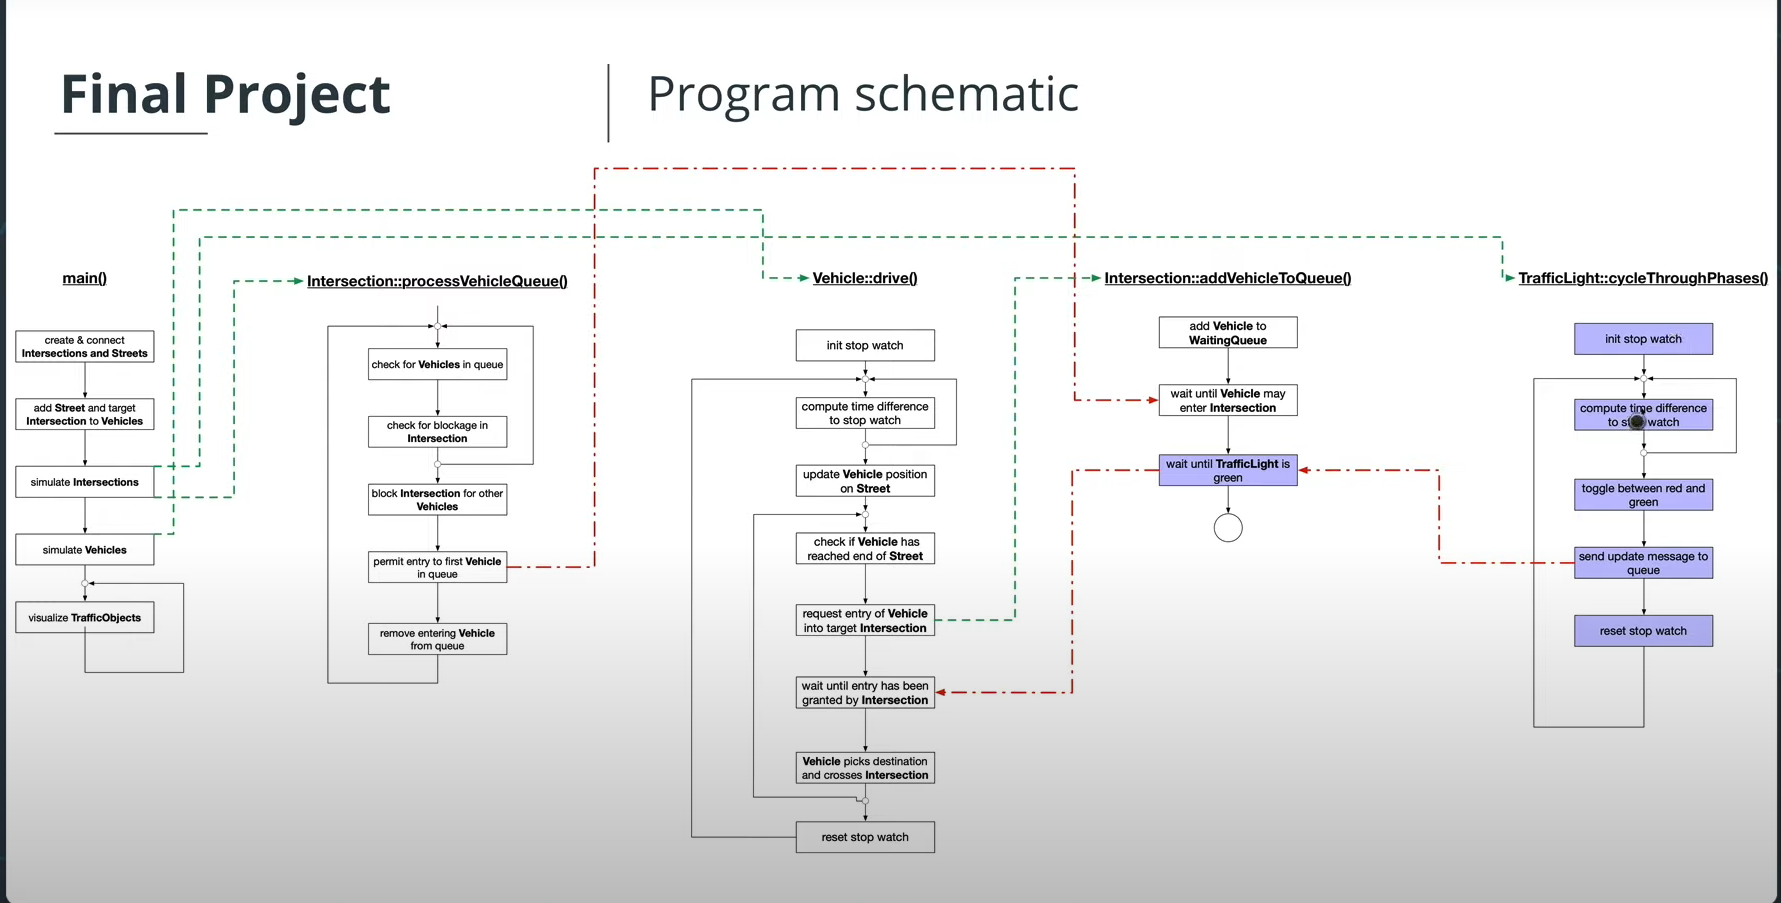 Final Project
Program schematic
main()
create & connect
Intersections and Streets
add Street and target
Intersection to Vehicles
simulate Intersections
simulate Vehicles
visualize TrafficObjects
Intersection::processVehicleQueue()
check for Vehicles in queue
check for blockage in
Intersection
block Intersection for other
Vehicles
permit entry to first Vehicle
in queue
remove entering Vehicle
from queue
Vehicle::drive()
init stop watch
compute time difference
to stop watch
update Vehicle position
on Street
check if Vehicle has
reached end of Street
request entry of Vehicle
into target Intersection
wait until entry has been
granted by Intersection
Vehicle picks destination
and crosses Intersection
reset stop watch
Intersection::addVehicleToQueue()
add Vehicle to
WaitingQueue
wait until Vehicle may
enter Intersection
wait until TrafficLight is
green
TrafficLight::cycleThroughPhases()
init stop watch
compute time difference
to stop watch
toggle between red and
green
send update message to
queue
reset stop watch